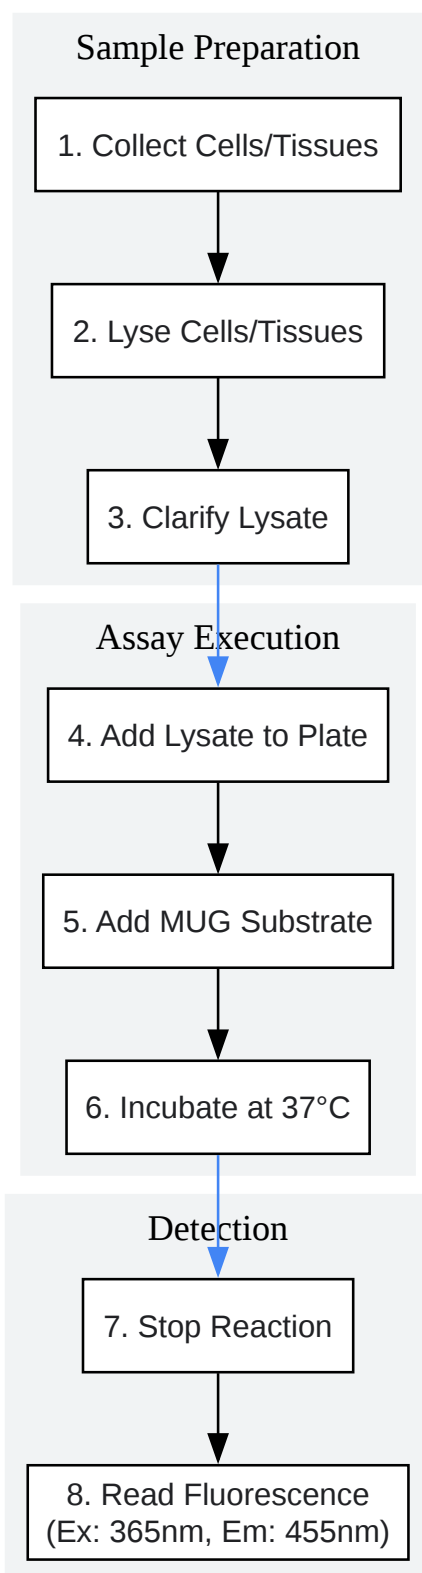 Sample Preparation
1. Collect Cells/Tissues
2. Lyse Cells/Tissues
3. Clarify Lysate
Assay Execution
4. Add Lysate to Plate
5. Add MUG Substrate
6. Incubate at 37°C
Detection
7. Stop Reaction
8. Read Fluorescence
(Ex: 365nm, Em: 455nm)